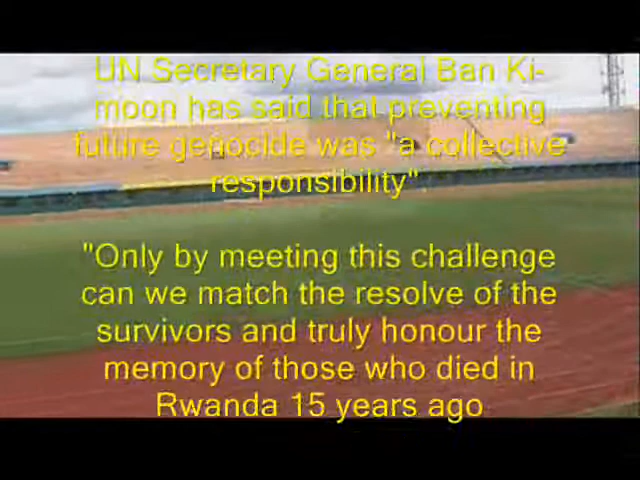 UN Secretary General Ban Ki-
moon has said that preventing
future genocide was "a collective
responsibility".
"Only by meeting this challenge
can we match the resolve of the
survivors and truly honour the
memory of those who died in
Rwanda 15 years ago